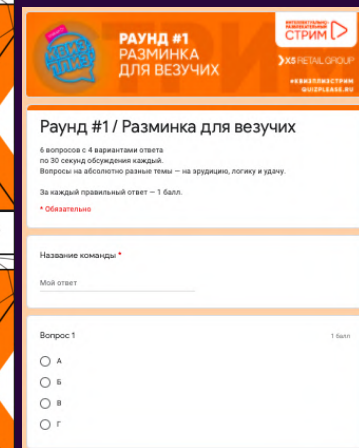 РАУНД #1
РАЗМИНКА
ДЛЯ ВЕЗУЧИХ
ИНТЕЛЛЕКТУАЛЬНО-
РАЗВЛЕКАТЕЛЬНЫЙ
СТРИМ
X5 RETAIL GROUP
#КВИЗПЛИЗСТРИМ
QUIZPLEASE.RU
Раунд #1 / Разминка для везучих
6 вопросов с 4 вариантами ответа
по 30 секунд обсуждения каждый.
Вопросы на абсолютно разные темы — на эрудицию, логику и удачу.
За каждый правильный ответ — 1 балл.
* Обязательно
Название команды *
Мой ответ
Вопрос 1
1 балл
А
Б
В
Г